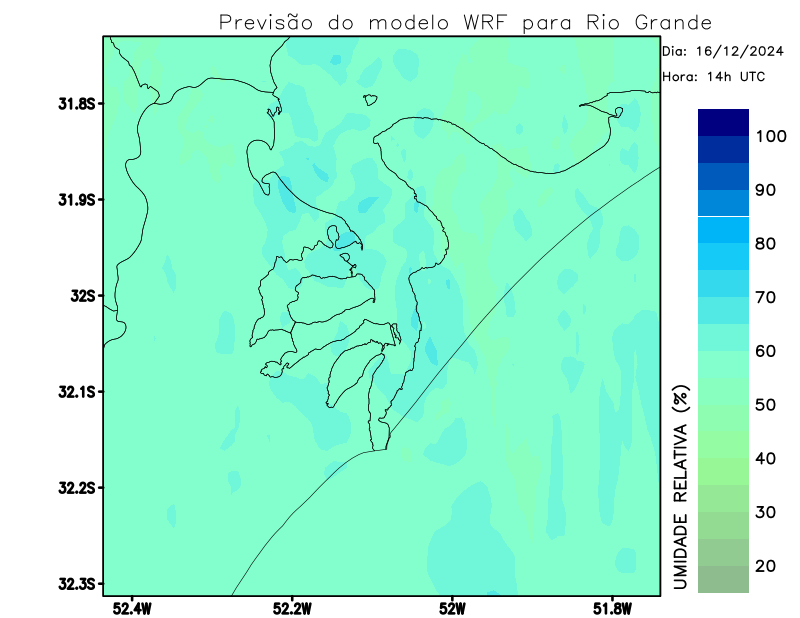 Previsão do modelo WRF para Rio Grande
Dia: 16/12/2024
Hora: 14h UTC
31.8S
31.9S
32S
32.1S
32.2S
32.3S
52.4W
52.2W
52W
51.8W
UMIDADE RELATIVA (%)
100
90
80
70
60
50
40
30
20